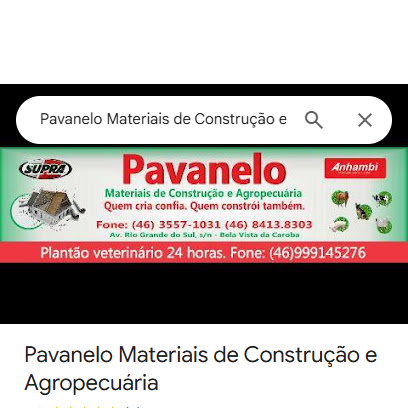 Pavanelo Materiais de Construção e
SUPRA
Pavanelo
Anhambi
Materiais de Construção e Agropecuária
Quem cria confia. Quem constrói também.
Fone: (46) 3557-1031 (46) 8413.8303
Av. Rio Grande do Sul, s/n - Bela Vista da Caroba
Plantão veterinário 24 horas. Fone: (46)999145276
Pavanelo Materiais de Construção e
Agropecuária